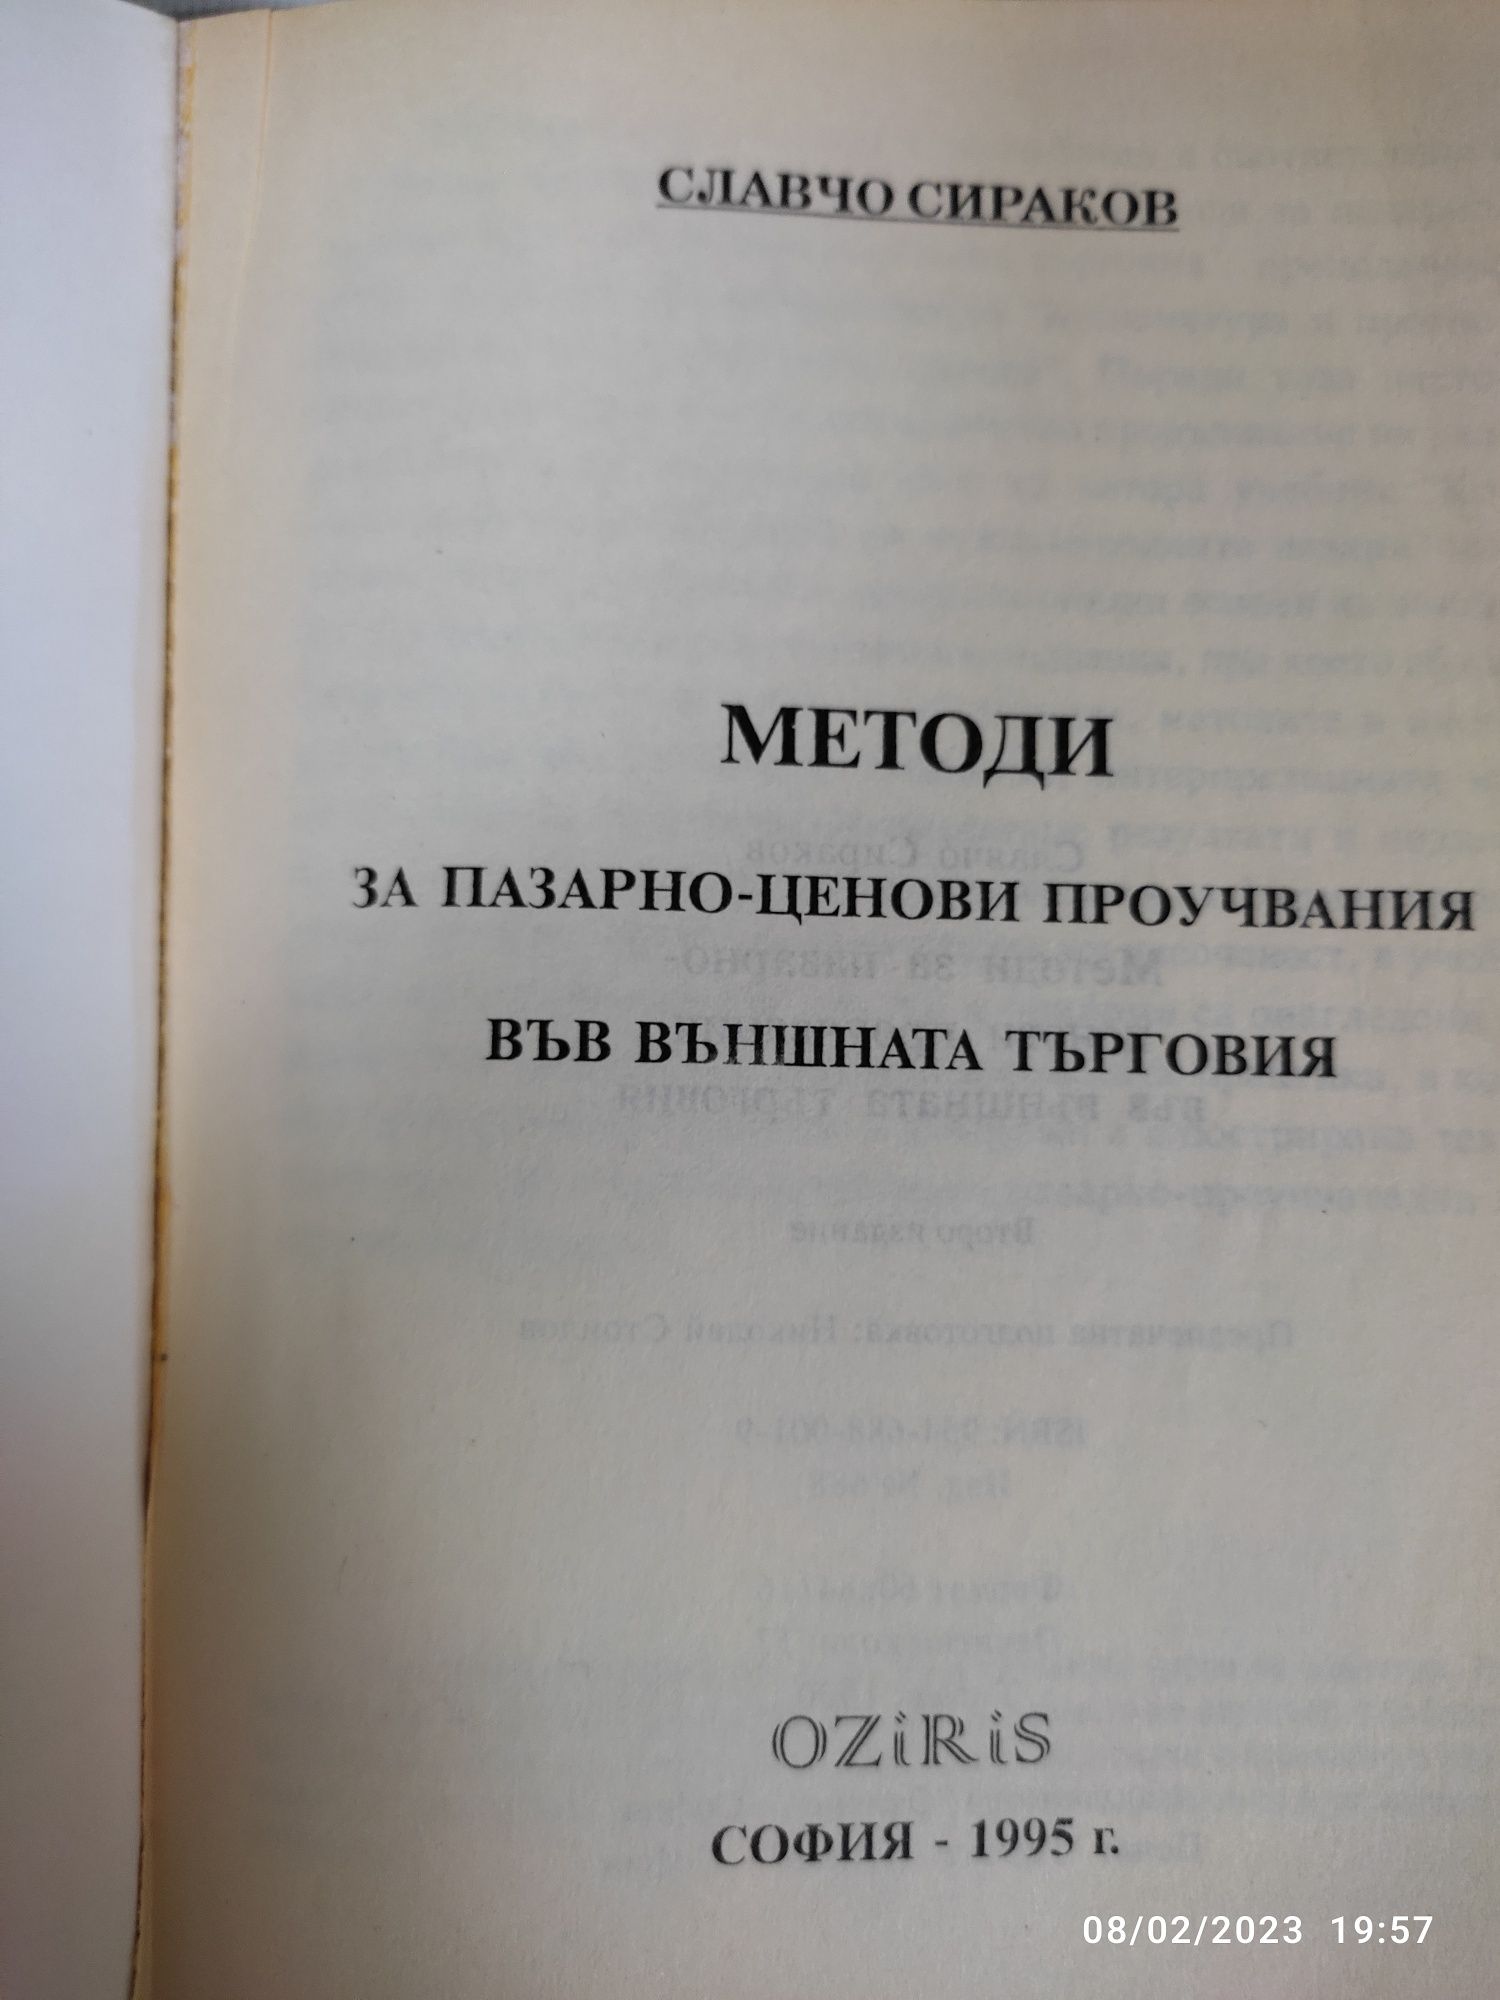 СЛАВЧО СИРАКОВ
МЕТОДИ
ЗА ПАЗАРНО-ЦЕНОВИ ПРОУЧВАНИЯ
ВЪВ ВЪНШНАТА ТЪРГОВИЯ
OZiRiS
СОФИЯ - 1995 г.
08/02/2023 19:57